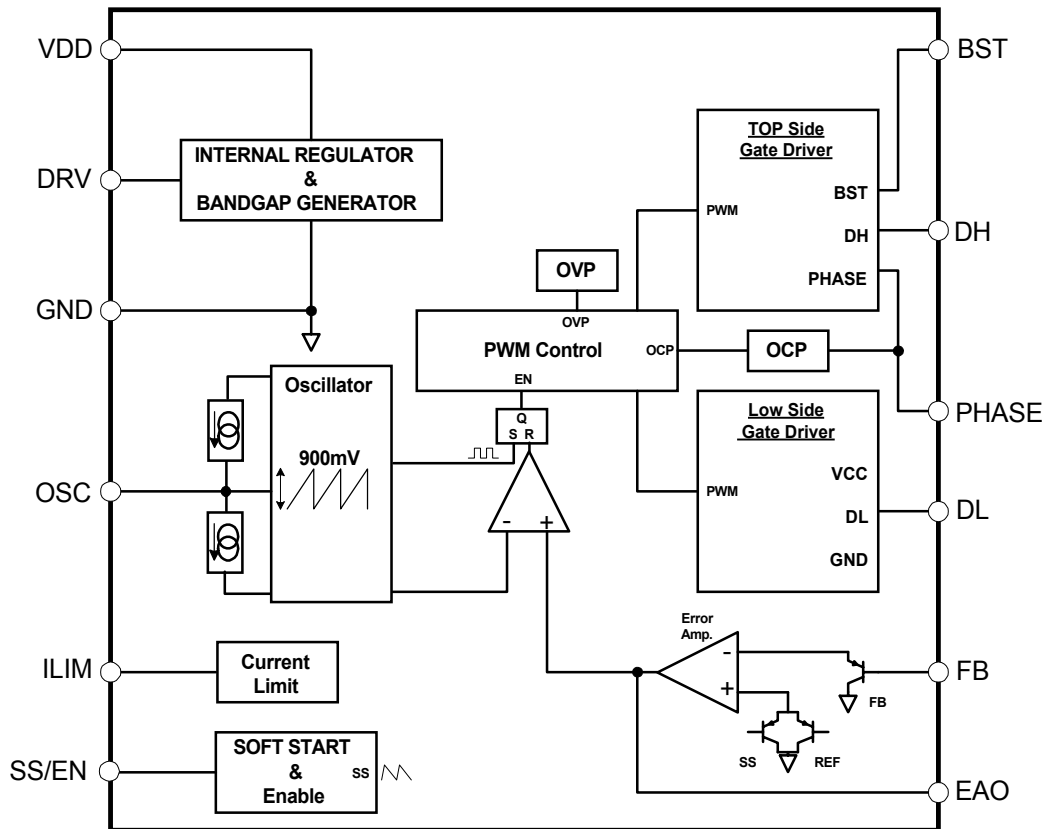 VDD
DRV
GND
OSC
ILIM
SS/EN
INTERNAL REGULATOR
&
BANDGAP GENERATOR
Oscillator
900mV
Current
Limit
SOFT START
&
Enable
SS
OVP
OVP
PWM Control
OCP
EN
Q
S R
-
+
OCP
TOP Side
Gate Driver
BST
PWM
DH
PHASE
Low Side
Gate Driver
VCC
PWM
DL
GND
Error
Amp.
-
+
FB
SS
REF
BST
DH
PHASE
DL
FB
EAO